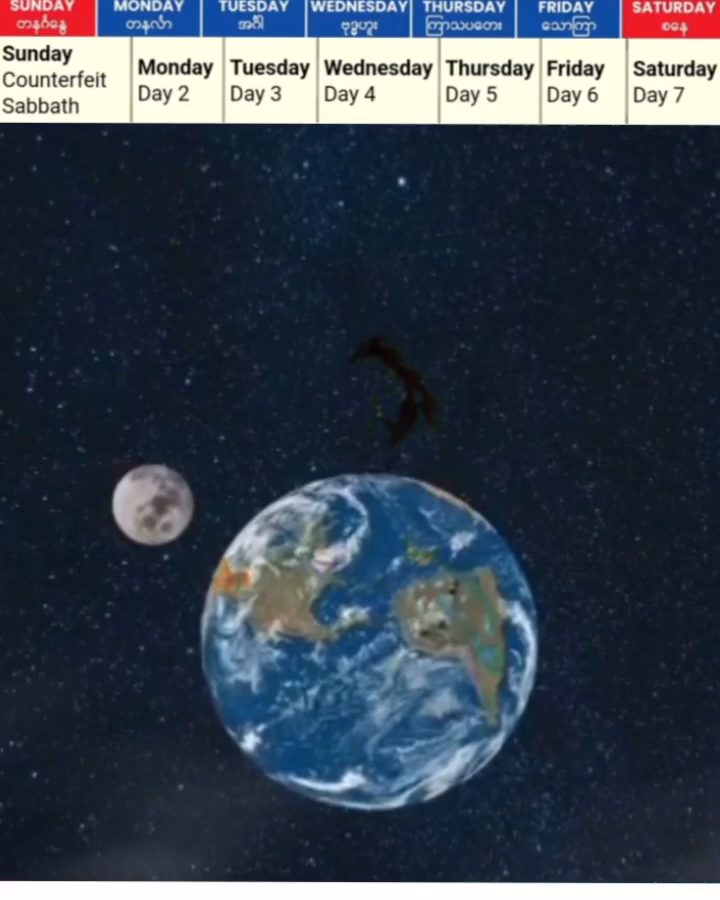 SUNDAY MONDAY TUESDAY WEDNESDAY THURSDAY FRIDAY SATURDAY
တနင်္ဂနွေ တနင်္လာ အင်္ဂါ ဗုဒ္ဓဟူး ကြာသပတေး သောကြာ စနေ
Sunday
Counterfeit
Sabbath
Monday
Day 2
Tuesday
Day 3
Wednesday
Day 4
Thursday
Day 5
Friday
Day 6
Saturday
Day 7